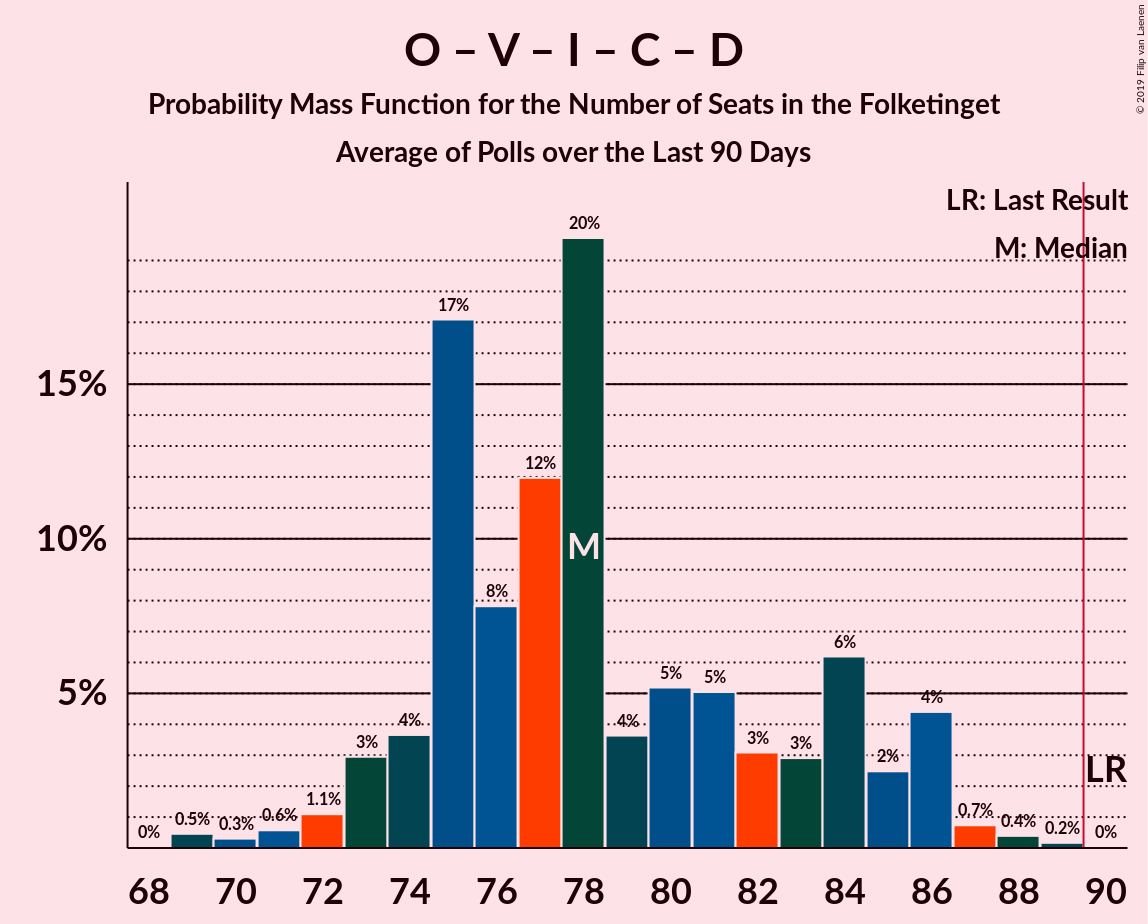 O – V – I – C – D
Probability Mass Function for the Number of Seats in the Folketinget
Average of Polls over the Last 90 Days
© 2019 Filip van Laenen
LR: Last Result
M: Median
20%
17%
15%
12%
10%
M
8%
6%
5%
5%
5%
4%
4%
4%
3%
3%
3%
2%
LR
1.1%
0.7%
0.6%
0.5%
0.4%
0.3%
0.2%
0%
0%
68 70 72 74 76 78 80 82 84 86 88 90